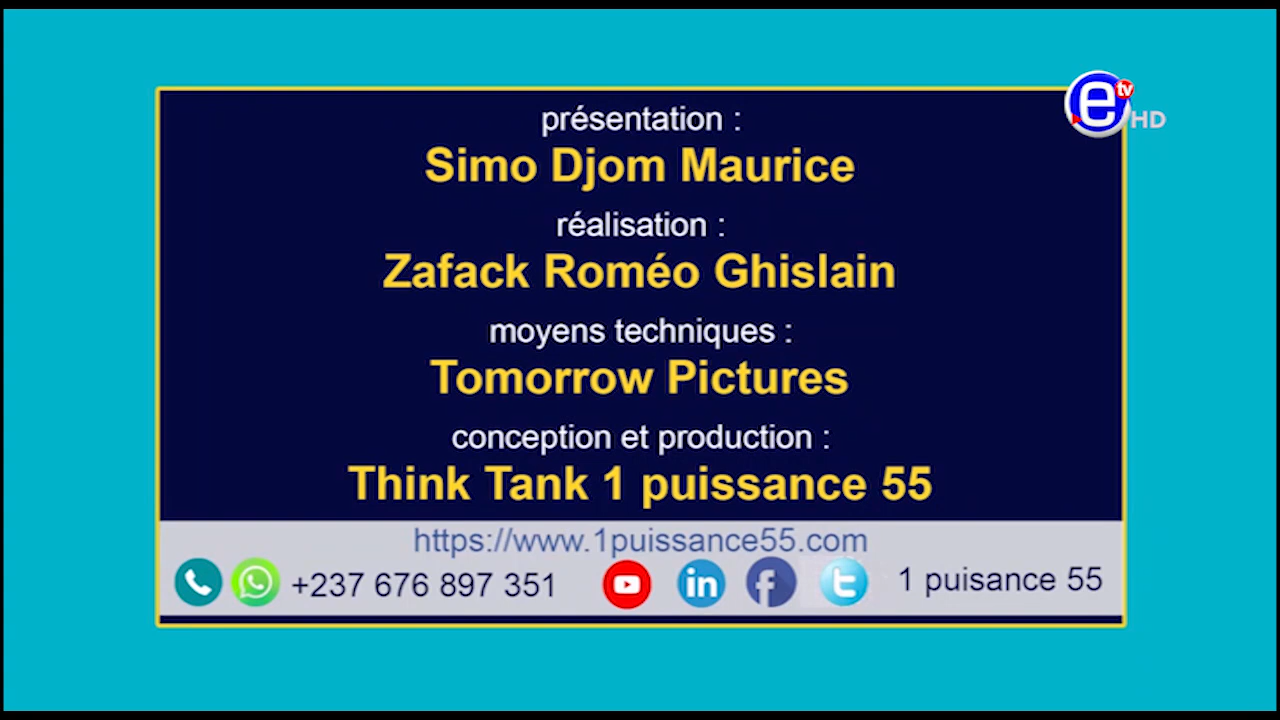 e tv HD
présentation :
Simo Djom Maurice
réalisation :
Zafack Roméo Ghislain
moyens techniques :
Tomorrow Pictures
conception et production :
Think Tank 1 puissance 55
https://www.1puissance55.com
+237 676 897 351 in f t 1 puisance 55